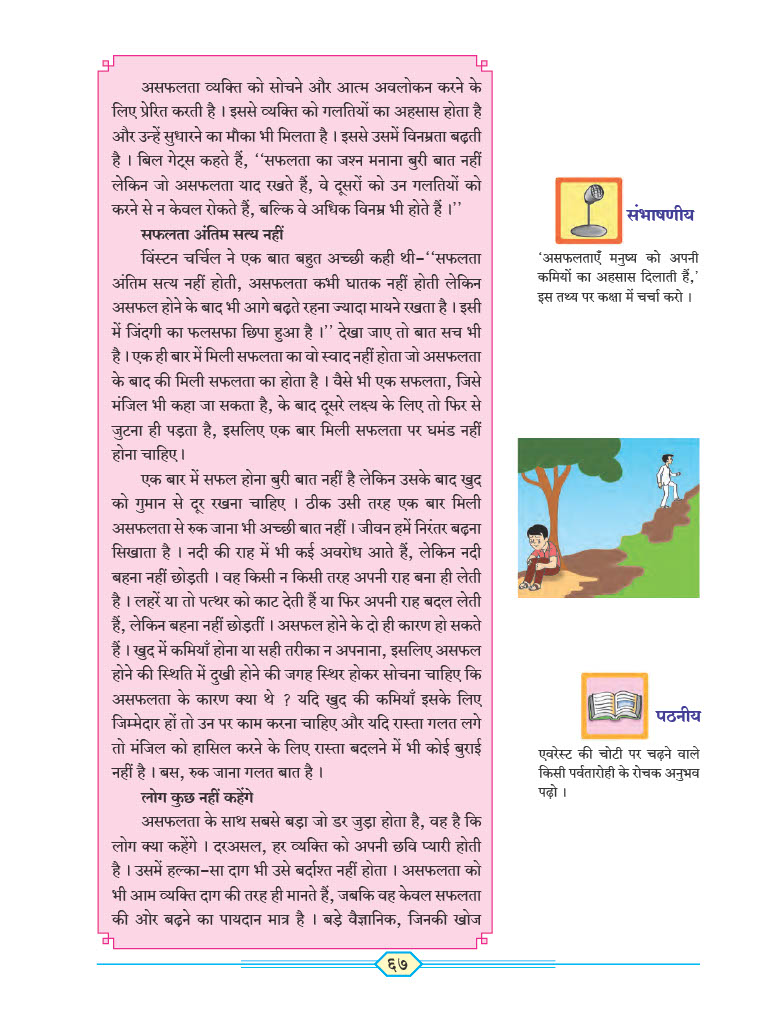 असफलता व्यक्ति को सोचने और आत्म अवलोकन करने के
लिए प्रेरित करती है । इससे व्यक्ति को गलतियों का अहसास होता है
और उन्हें सुधारने का मौका भी मिलता है । इससे उसमें विनम्रता बढ़ती
है । बिल गेट्स कहते हैं, ‘‘सफलता का जश्न मनाना बुरी बात नहीं
लेकिन जो असफलता याद रखते हैं, वे दूसरों को उन गलतियों को
करने से न केवल रोकते हैं, बल्कि वे अधिक विनम्र भी होते हैं ।’’
सफलता अंतिम सत्य नहीं
विंस्टन चर्चिल ने एक बात बहुत अच्छी कही थी-‘‘सफलता
अंतिम सत्य नहीं होती, असफलता कभी घातक नहीं होती लेकिन
असफल होने के बाद भी आगे बढ़ते रहना ज्यादा मायने रखता है । इसी
में जिंदगी का फलसफा छिपा हुआ है ।’’ देखा जाए तो बात सच भी
है । एक ही बार में मिली सफलता का वो स्वाद नहीं होता जो असफलता
के बाद की मिली सफलता का होता है । वैसे भी एक सफलता, जिसे
मंजिल भी कहा जा सकता है, के बाद दूसरे लक्ष्य के लिए तो फिर से
जुटना ही पड़ता है, इसलिए एक बार मिली सफलता पर घमंड नहीं
होना चाहिए ।
एक बार में सफल होना बुरी बात नहीं है लेकिन उसके बाद खुद
को गुमान से दूर रखना चाहिए । ठीक उसी तरह एक बार मिली
असफलता से रुक जाना भी अच्छी बात नहीं । जीवन हमें निरंतर बढ़ना
सिखाता है । नदी की राह में भी कई अवरोध आते हैं, लेकिन नदी
बहना नहीं छोड़ती । वह किसी न किसी तरह अपनी राह बना ही लेती
है । लहरें या तो पत्थर को काट देती हैं या फिर अपनी राह बदल लेती
हैं, लेकिन बहना नहीं छोड़तीं । असफल होने के दो ही कारण हो सकते
हैं । खुद में कमियाँ होना या सही तरीका न अपनाना, इसलिए असफल
होने की स्थिति में दुखी होने की जगह स्थिर होकर सोचना चाहिए कि
असफलता के कारण क्या थे ? यदि खुद की कमियाँ इसके लिए
जिम्मेदार हों तो उन पर काम करना चाहिए और यदि रास्ता गलत लगे
तो मंजिल को हासिल करने के लिए रास्ता बदलने में भी कोई बुराई
नहीं है । बस, रुक जाना गलत बात है ।
लोग कुछ नहीं कहेंगे
असफलता के साथ सबसे बड़ा जो डर जुड़ा होता है, वह है कि
लोग क्या कहेंगे । दरअसल, हर व्यक्ति को अपनी छवि प्यारी होती
है । उसमें हल्का-सा दाग भी उसे बर्दाश्त नहीं होता । असफलता को
भी आम व्यक्ति दाग की तरह ही मानते हैं, जबकि वह केवल सफलता
की ओर बढ़ने का पायदान मात्र है । बड़े वैज्ञानिक, जिनकी खोज
संभाषणीय
‘असफलताएँ मनुष्य को अपनी
कमियों का अहसास दिलाती हैं,’
इस तथ्य पर कक्षा में चर्चा करो ।
पठनीय
एवरेस्ट की चोटी पर चढ़ने वाले
किसी पर्वतारोही के रोचक अनुभव
पढ़ो ।
६७